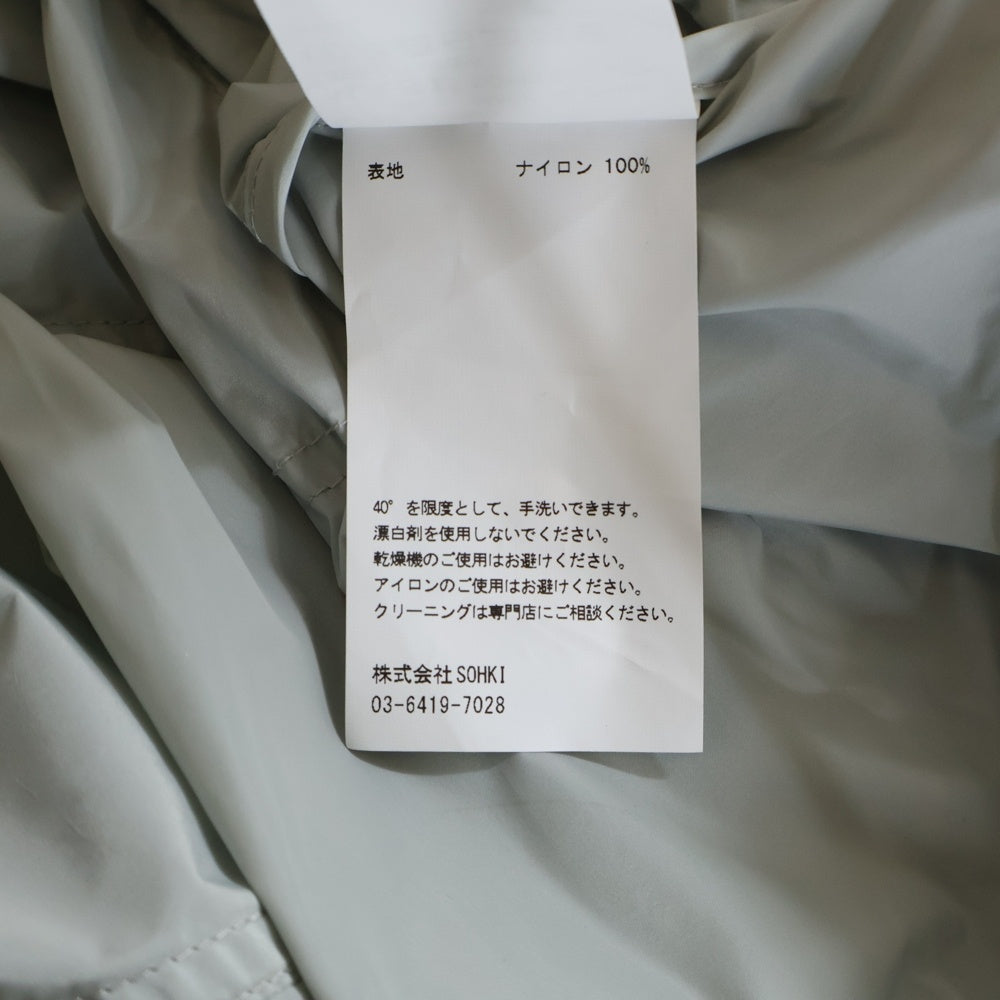 表地 ナイロン 100%
40° を限度として、手洗いできます。
漂白剤を使用しないでください。
乾燥機のご使用はお避けください。
アイロンのご使用はお避けください。
クリーニングは専門店にご相談ください。
株式会社SOHKI
03-6419-7028